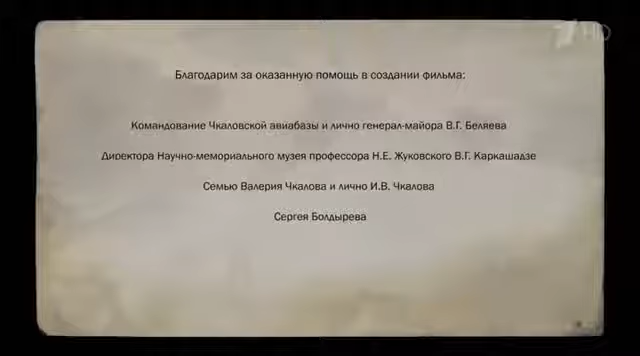 Благодарим за оказанную помощь в создании фильма:
Командование Чкаловской авиабазы и лично генерал-майора В.Г. Беляева
Директора Научно-мемориального музея профессора Н.Е. Жуковского В.Г. Каркашадзе
Семью Валерия Чкалова и лично И.В. Чкалова
Сергея Болдырева